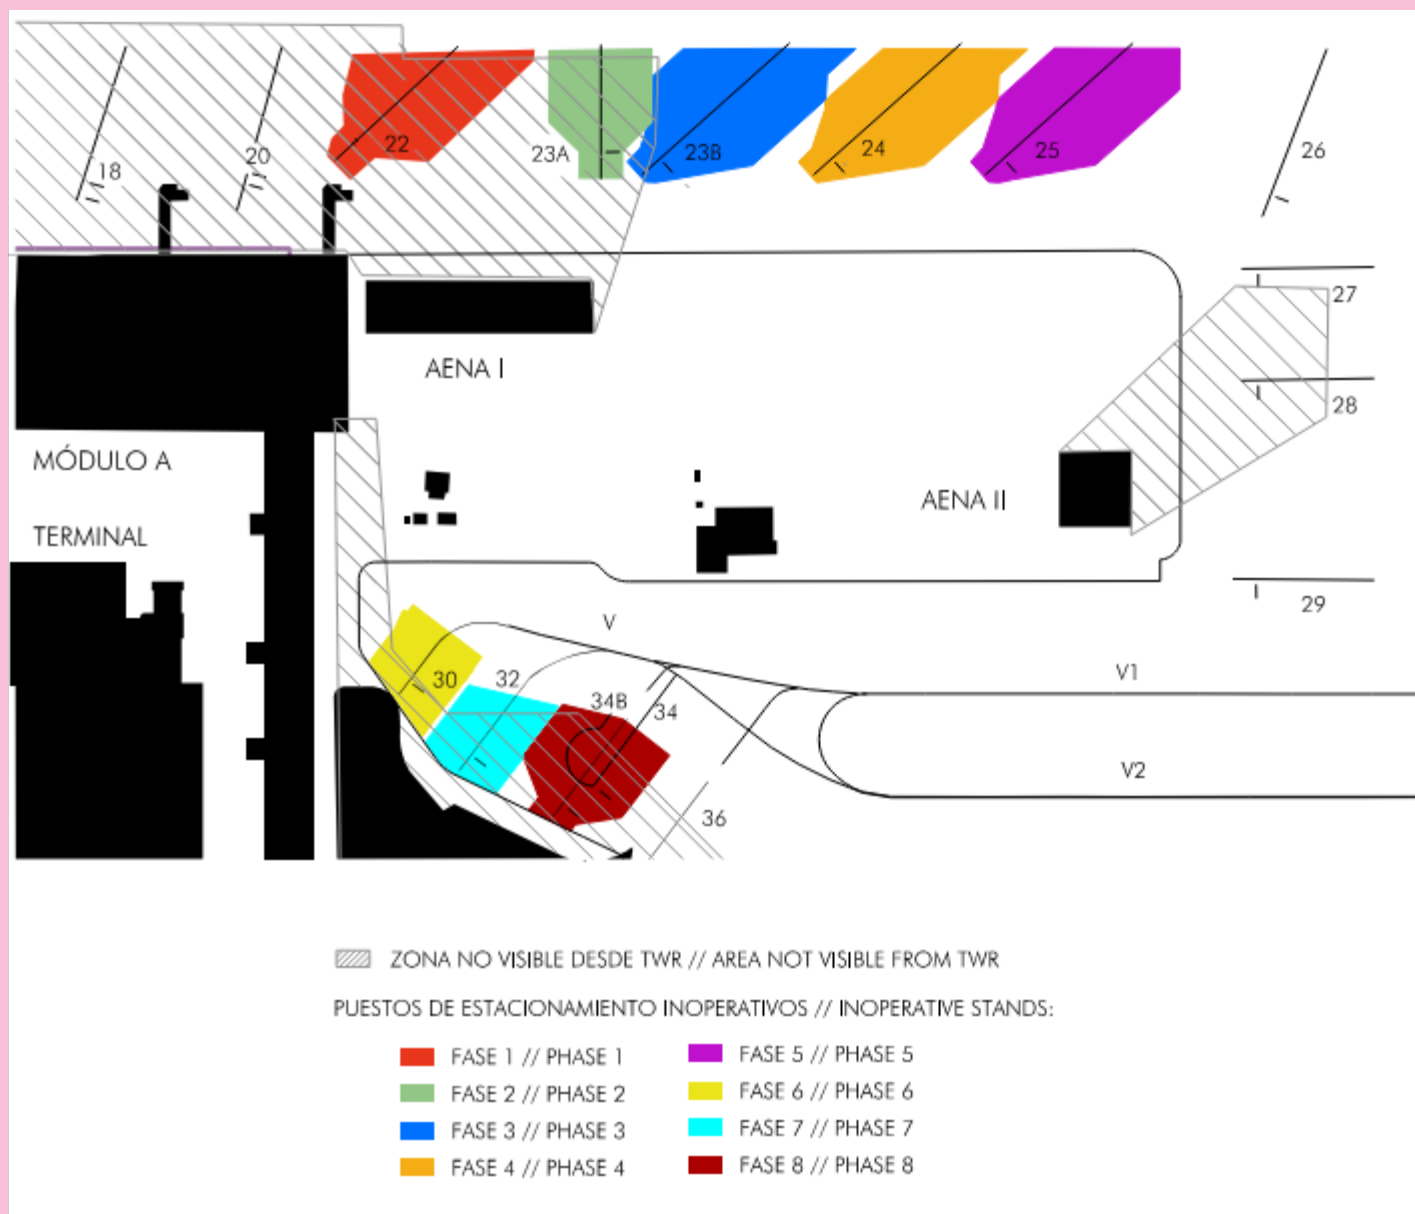 22
23A
23B
24
25
26
18
20
27
AENA I
28
MÓDULO A
AENA II
TERMINAL
29
V
30
32
34B
34
V1
V2
36
ZONA NO VISIBLE DESDE TWR // AREA NOT VISIBLE FROM TWR
PUESTOS DE ESTACIONAMIENTO INOPERATIVOS // INOPERATIVE STANDS:
FASE 1 // PHASE 1
FASE 2 // PHASE 2
FASE 3 // PHASE 3
FASE 4 // PHASE 4
FASE 5 // PHASE 5
FASE 6 // PHASE 6
FASE 7 // PHASE 7
FASE 8 // PHASE 8